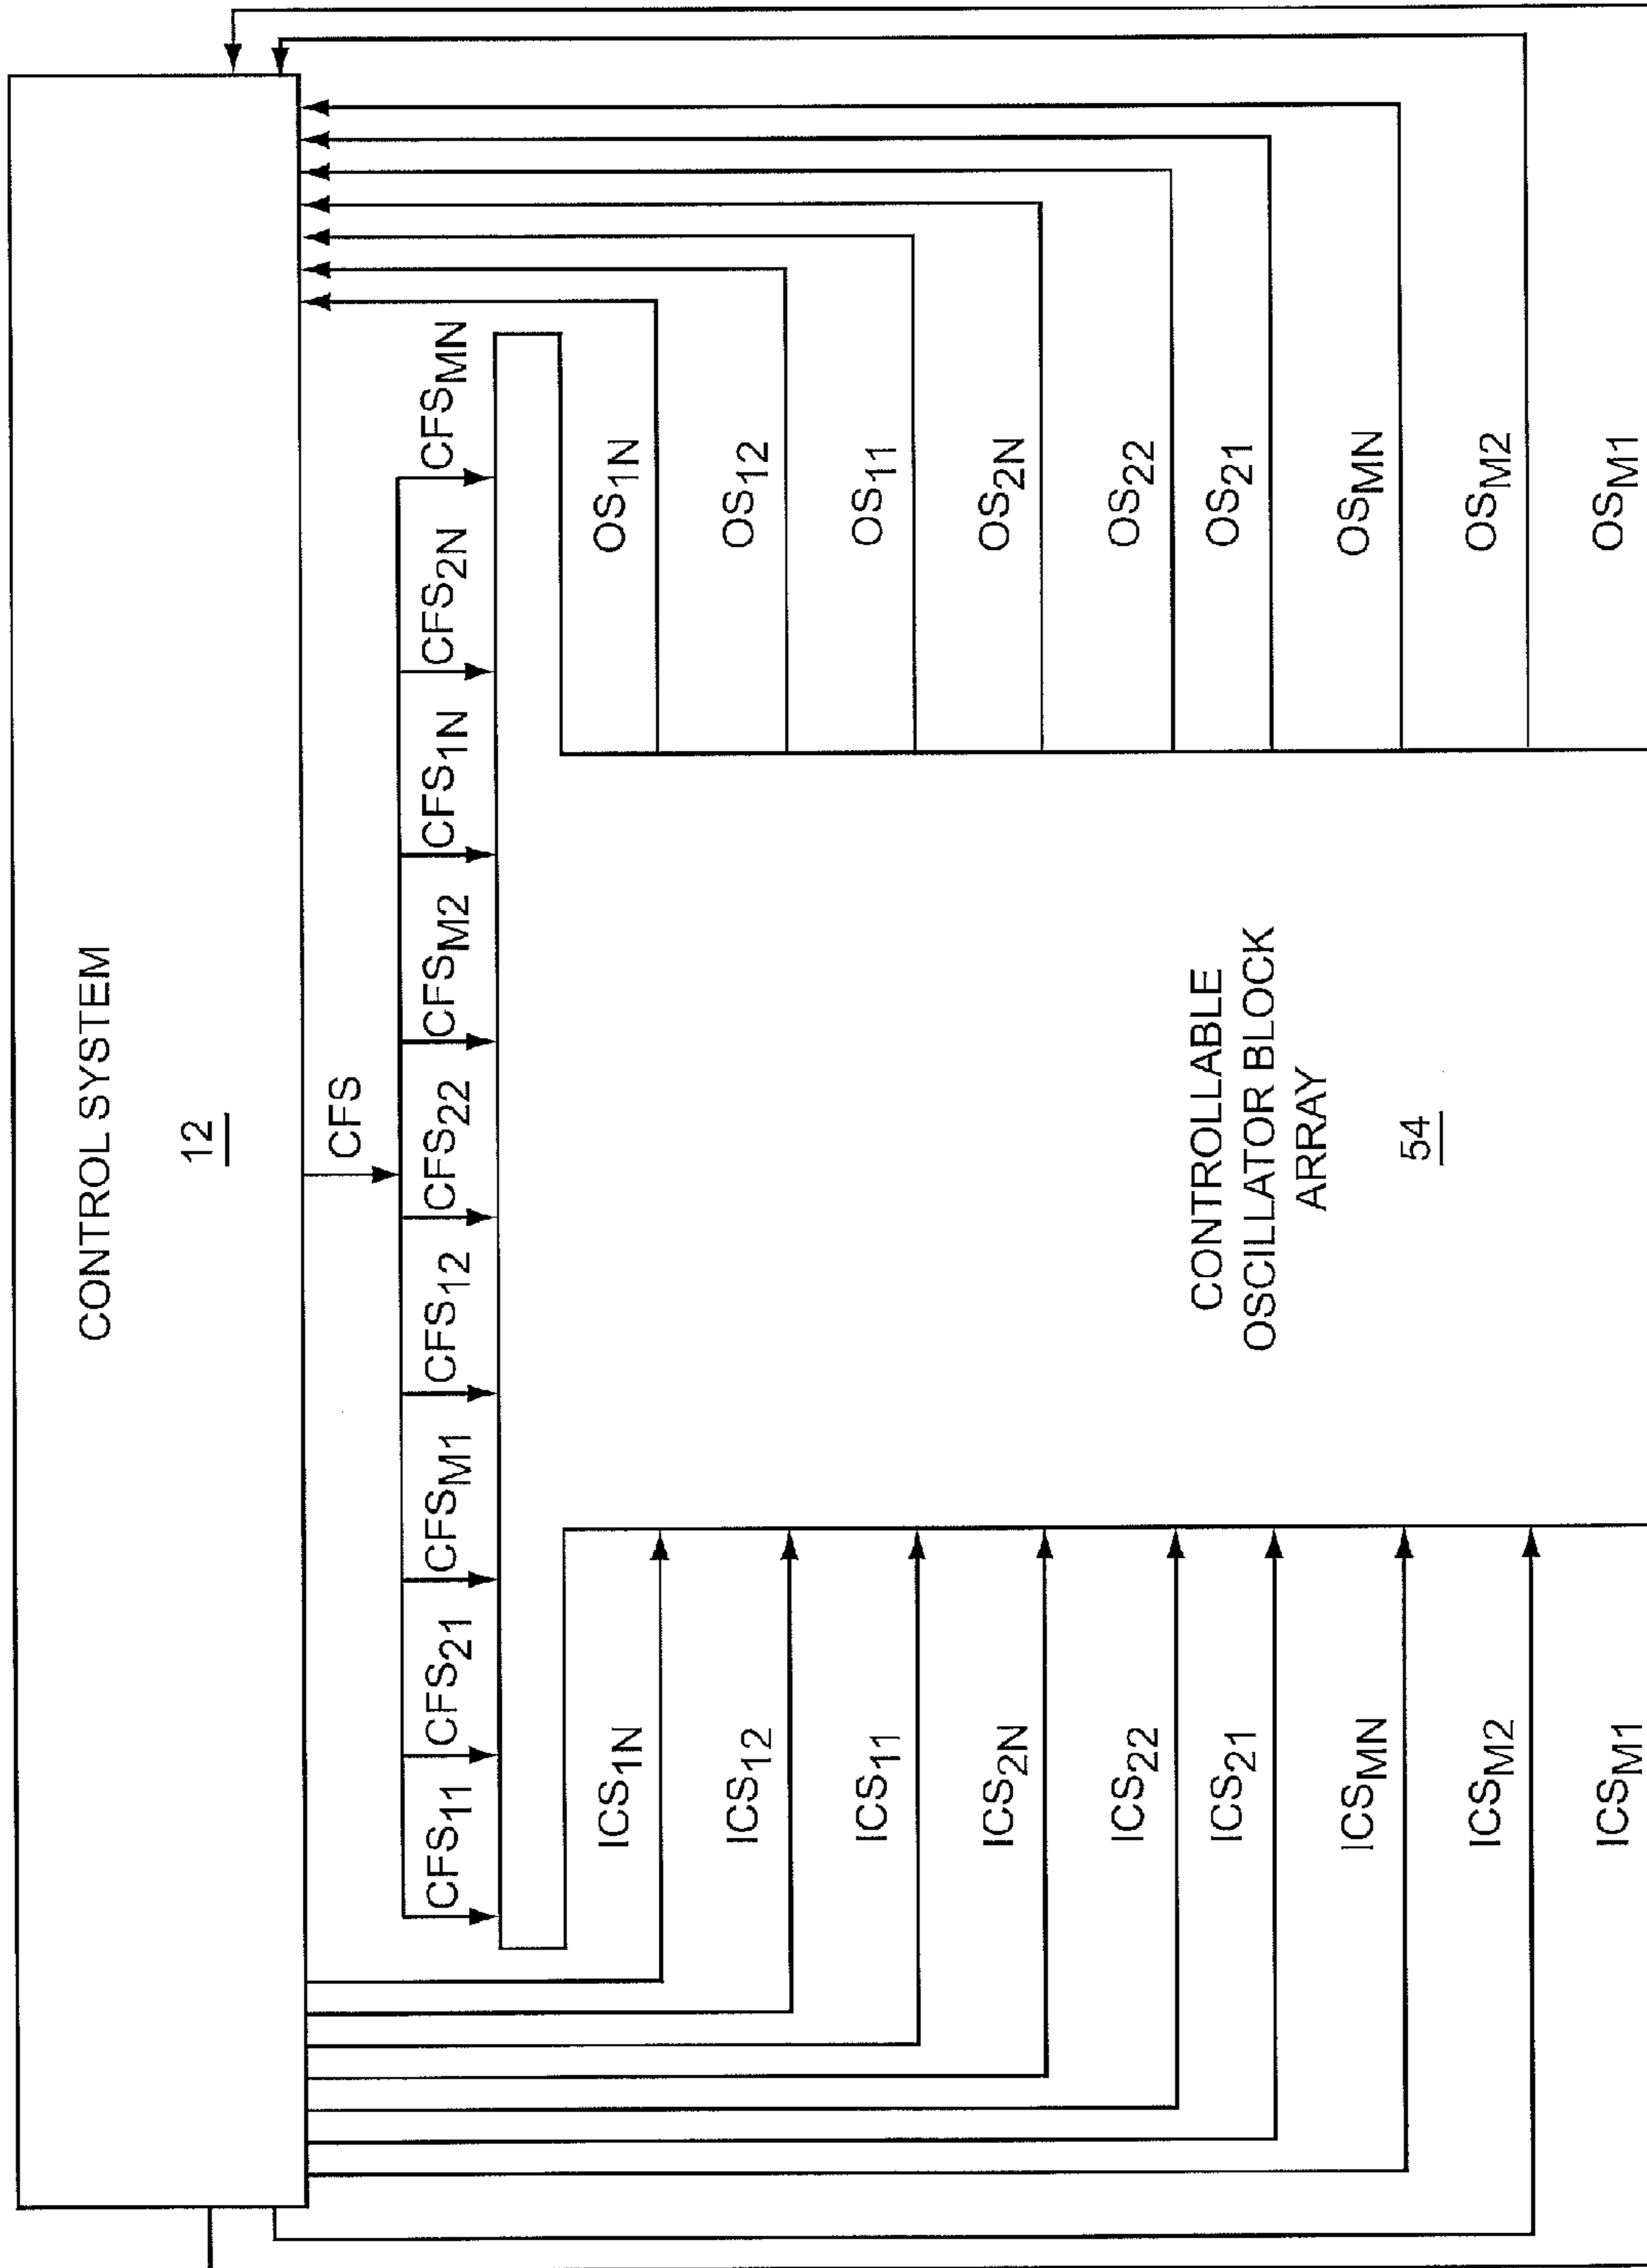 CONTROL SYSTEM
12
CFS
CFS11
CFS21
CFSM1
CFS12
CFS22
CFSM2
CFS1N
CFS2N
CFSMN
ICS1N
ICS12
ICS11
ICS2N
ICS22
ICS21
ICSMN
ICSM2
ICSM1
CONTROLLABLE
OSCILLATOR BLOCK
ARRAY
54
OS1N
OS12
OS11
OS2N
OS22
OS21
OSMN
OSM2
OSM1